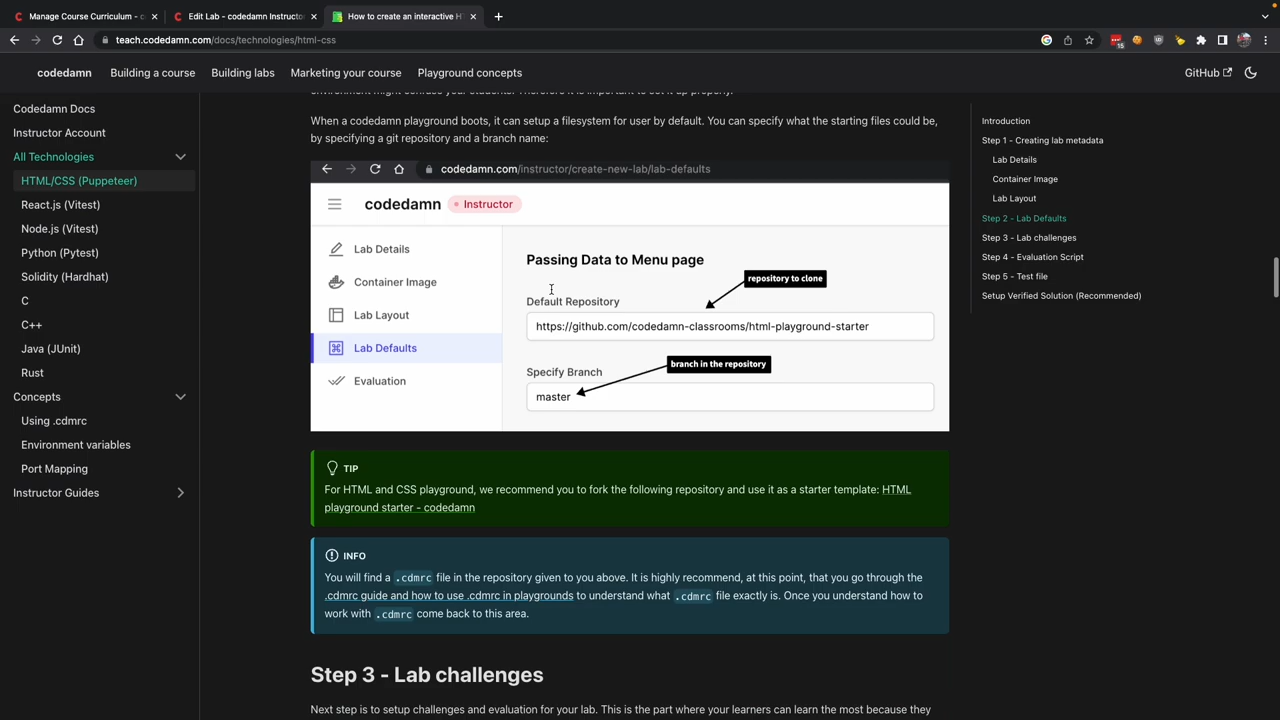 Manage Course Curriculum - c
Edit Lab - codedamn Instructor
How to create an interactive H
teach.codedamn.com/docs/technologies/html-css
15
codedamn
Building a course
Building labs
Marketing your course
Playground concepts
GitHub
Codedamn Docs
Instructor Account
All Technologies
HTML/CSS (Puppeteer)
React.js (Vitest)
Node.js (Vitest)
Python (Pytest)
Solidity (Hardhat)
C
C++
Java (JUnit)
Rust
Concepts
Using .cdmrc
Environment variables
Port Mapping
Instructor Guides
environment might confuse your students. Therefore it is important to set it up properly.
When a codedamn playground boots, it can setup a filesystem for user by default. You can specify what the starting files could be,
by specifying a git repository and a branch name:
codedamn.com/instructor/create-new-lab/lab-defaults
codedamn
Instructor
Lab Details
Container Image
Lab Layout
Lab Defaults
Evaluation
Passing Data to Menu page
repository to clone
Default Repository
https://github.com/codedamn-classrooms/html-playground-starter
branch in the repository
Specify Branch
master
TIP
For HTML and CSS playground, we recommend you to fork the following repository and use it as a starter template: HTML
playground starter - codedamn
INFO
You will find a .cdmrc file in the repository given to you above. It is highly recommend, at this point, that you go through the
.cdmrc guide and how to use .cdmrc in playgrounds to understand what .cdmrc file exactly is. Once you understand how to
work with .cdmrc come back to this area.
Step 3 - Lab challenges
Next step is to setup challenges and evaluation for your lab. This is the part where your learners can learn the most because they
Introduction
Step 1 - Creating lab metadata
Lab Details
Container Image
Lab Layout
Step 2 - Lab Defaults
Step 3 - Lab challenges
Step 4 - Evaluation Script
Step 5 - Test file
Setup Verified Solution (Recommended)